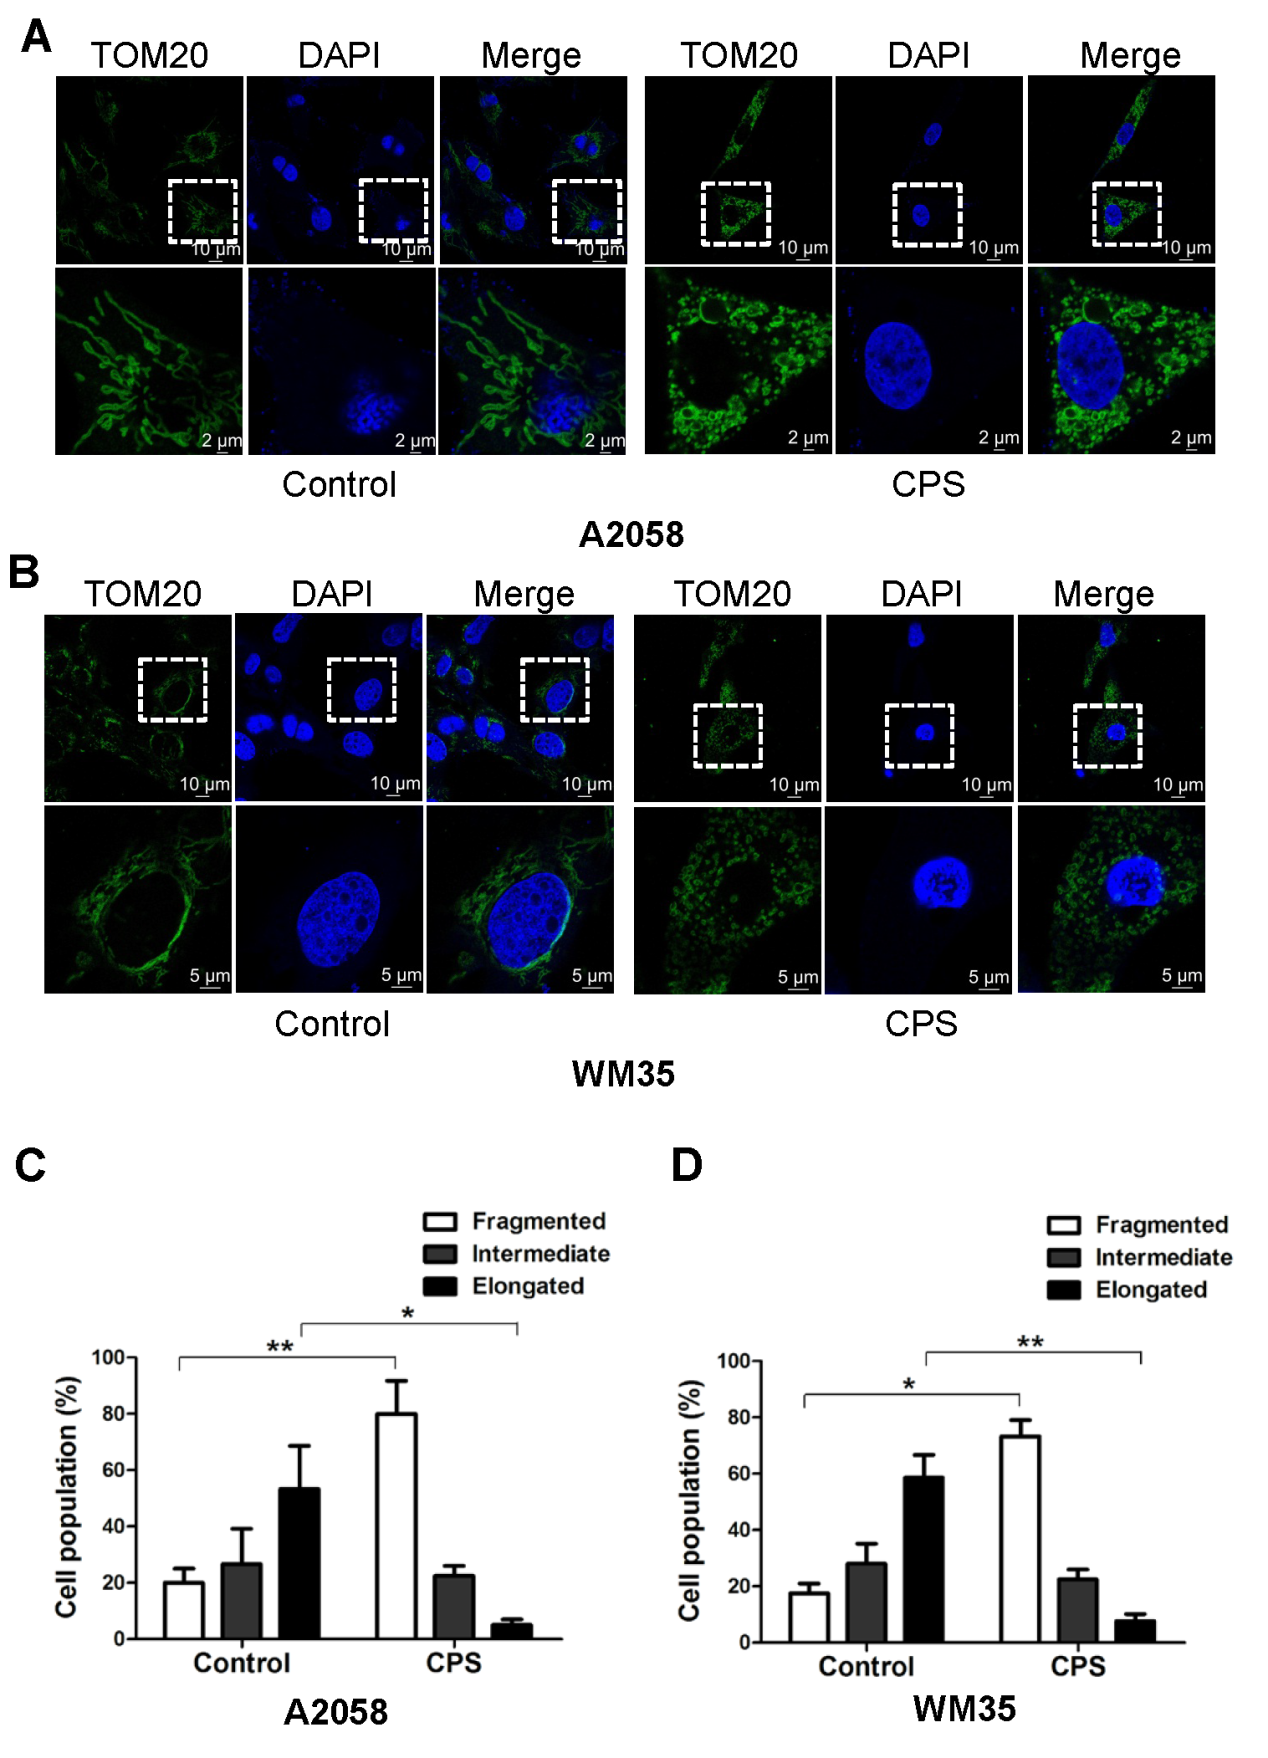 A
TOM20 DAPI Merge TOM20 DAPI Merge
10 µm 10 µm 10 µm 10 µm 10 µm 10 µm
2 µm 2 µm 2 µm 2 µm 2 µm 2 µm
Control CPS
A2058
B
TOM20 DAPI Merge TOM20 DAPI Merge
10 µm 10 µm 10 µm 10 µm 10 µm 10 µm
5 µm 5 µm 5 µm 5 µm 5 µm 5 µm
Control CPS
WM35
C
Fragmented
Intermediate
Elongated
*
**
Cell population (%)
100
80
60
40
20
0
Control CPS
A2058
D
Fragmented
Intermediate
Elongated
**
*
Cell population (%)
100
80
60
40
20
0
Control CPS
WM35